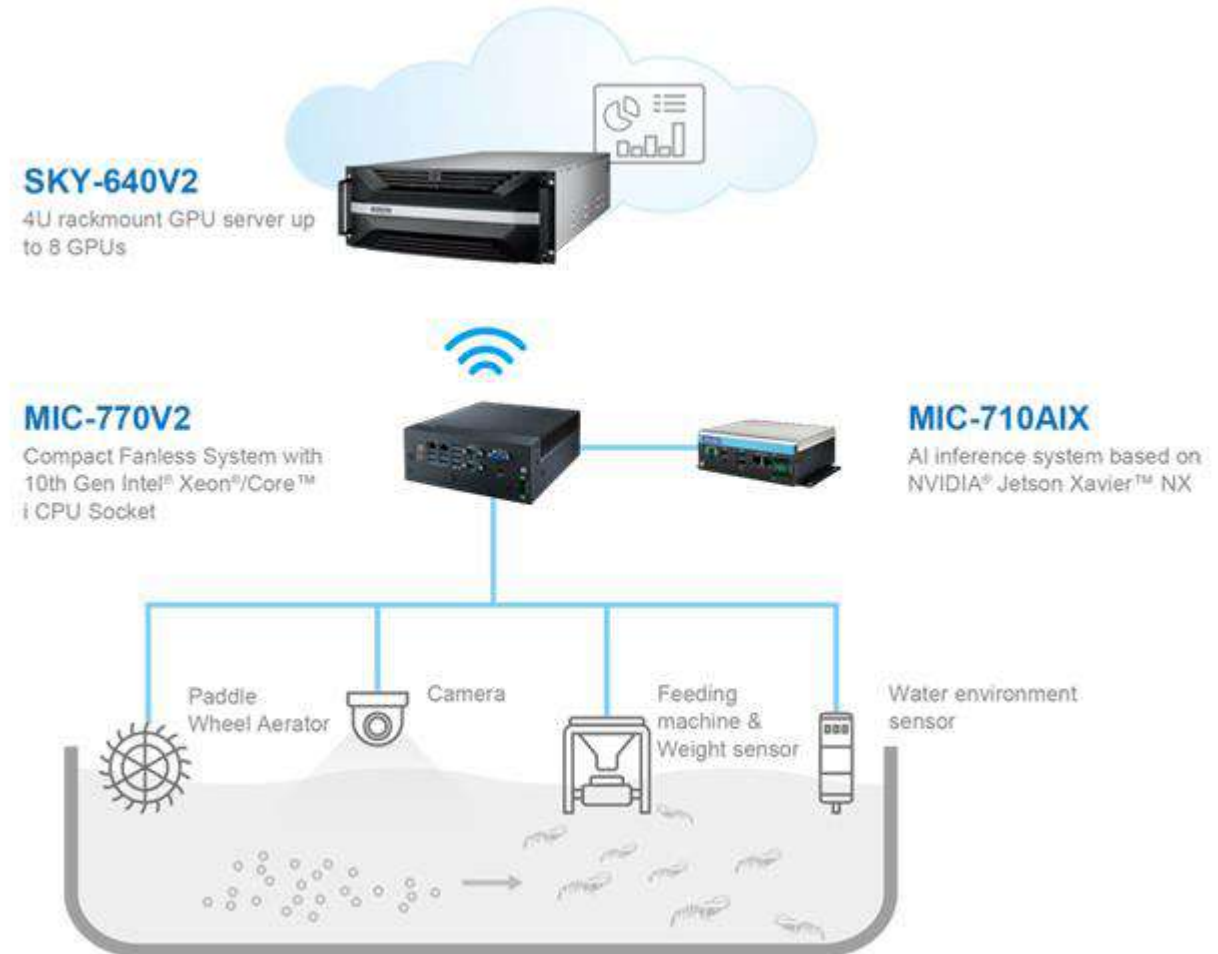 SKY-640V2
4U rackmount GPU server up
to 8 GPUs
MIC-770V2
Compact Fanless System with
10th Gen Intel® Xeon®/Core™
i CPU Socket
MIC-710AIX
AI inference system based on
NVIDIA® Jetson Xavier™ NX
Paddle
Wheel Aerator
Camera
Feeding
machine &
Weight sensor
Water environment
sensor